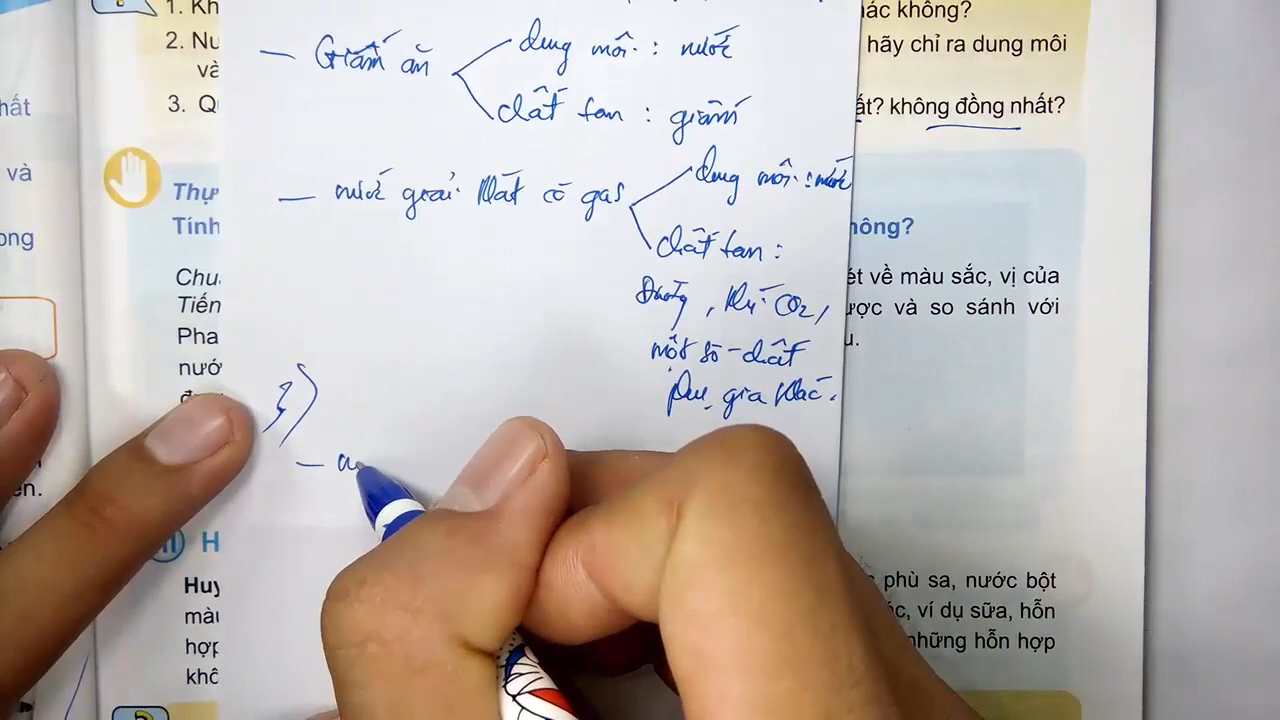 1. Kh
ác không?
2. Nu
hãy chỉ ra dung môi
và
3. Q
ất? không đồng nhất?
hất
và
ong
Thự
Tính
hông?
Chu
ét về màu sắc, vị của
Tiến
ược và so sánh với
Pha
u.
nướ
en.
H
Huy
phù sa, nước bột
màu
ác, ví dụ sữa, hỗn
hợp
những hỗn hợp
khô
— Giấm ăn
dung môi : nước
chất tan : giấm
— nước giải khát có gas
dung môi : nước
chất tan :
Đường, khí CO2,
một số chất
phụ gia khác.
3)
—